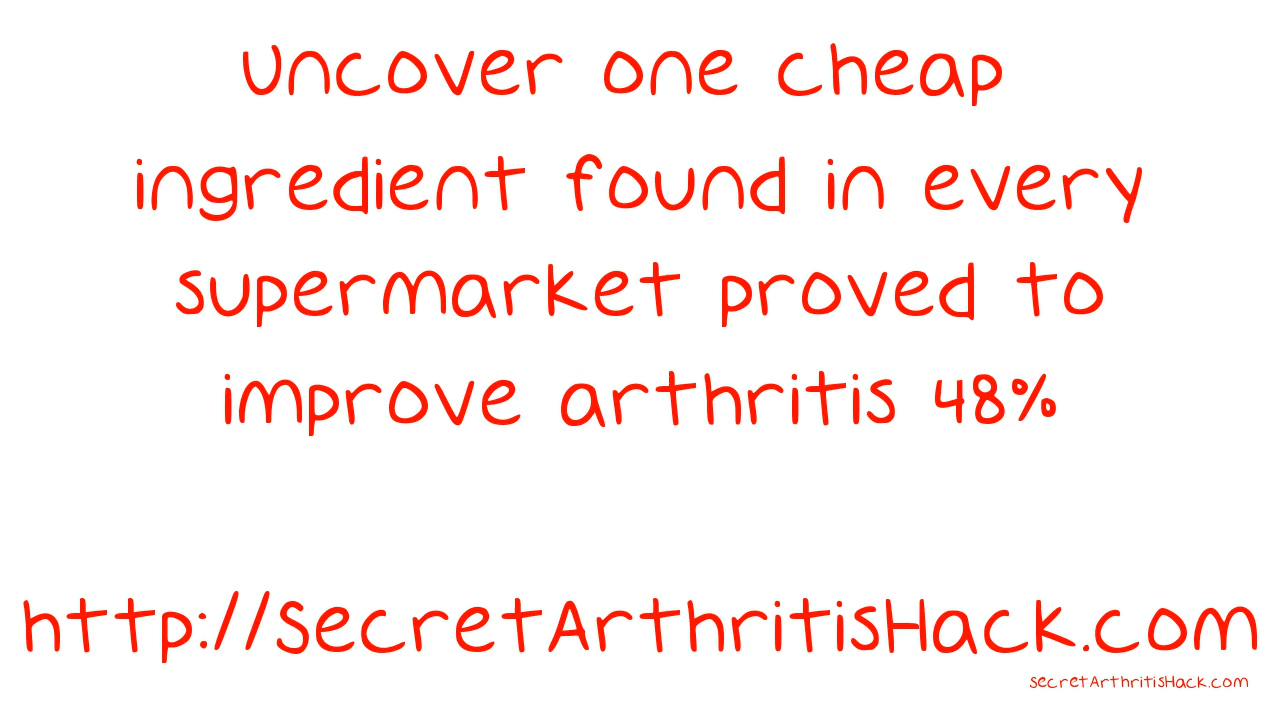 Uncover one cheap
ingredient found in every
supermarket proved to
improve arthritis 48%
http://SecretArthritisHack.com
SecretArthritisHack.com